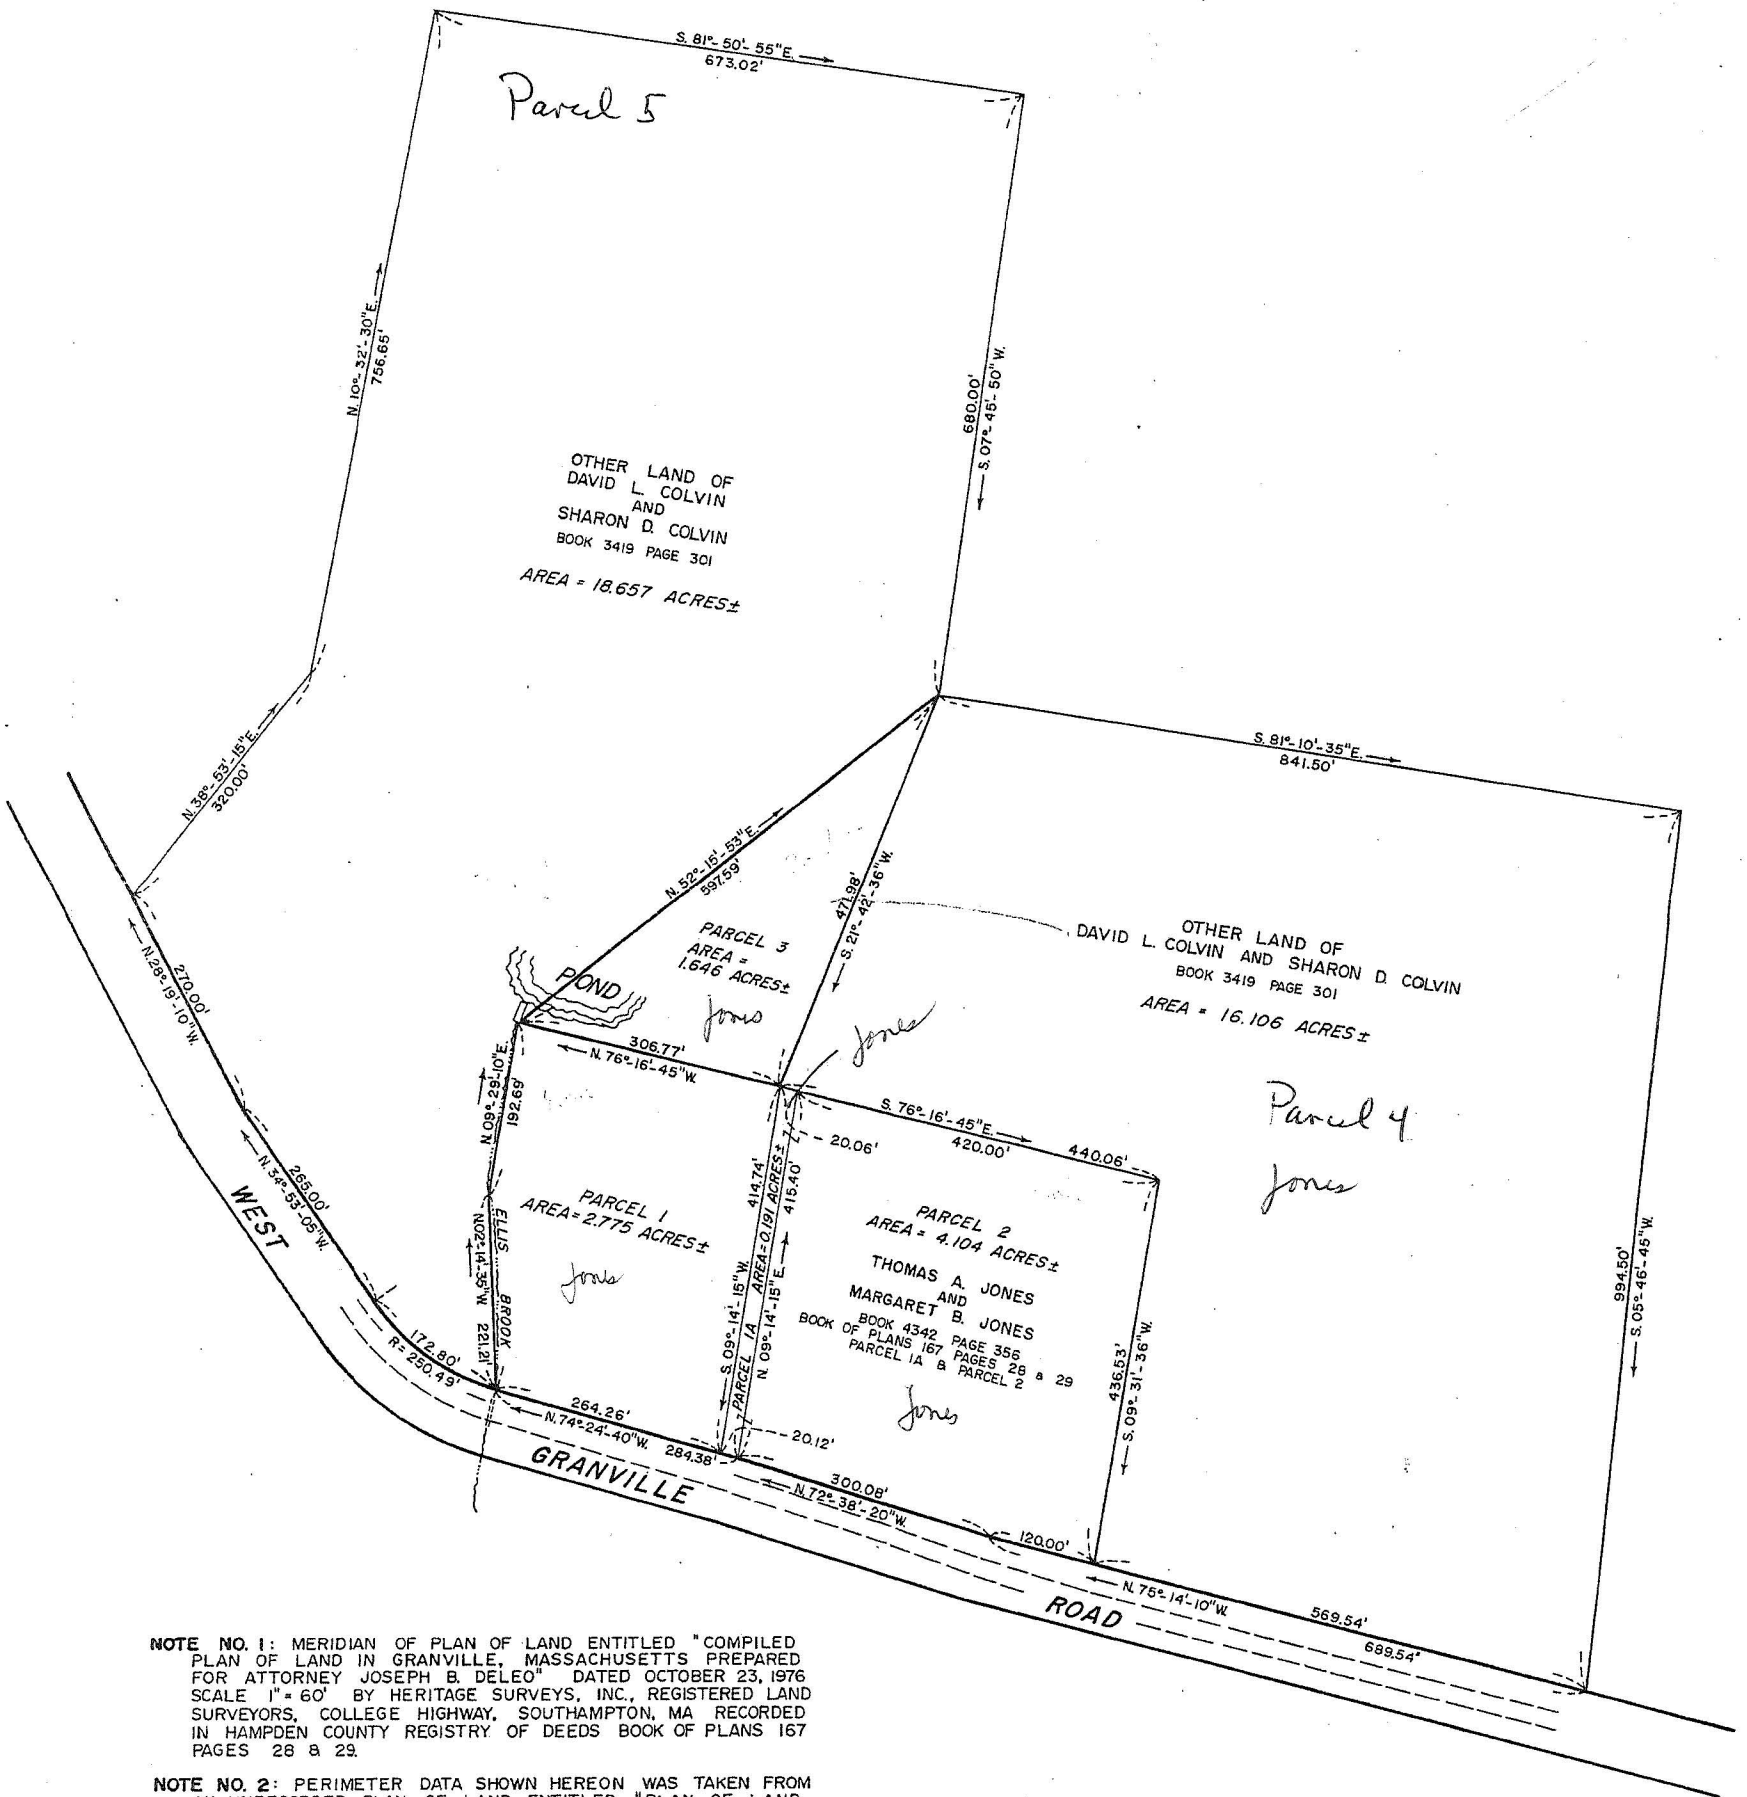 S. 81°-50'-55"E.
673.02'
Parcel 5
N. 10°-32'-30"E.
756.65'
680.00'
S. 07°-45'-50"W.
OTHER LAND OF
DAVID L. COLVIN
AND
SHARON D. COLVIN
BOOK 3419 PAGE 301
AREA = 18.657 ACRES±
N. 38°-53'-15"E.
320.00'
S. 81°-10'-35"E.
841.50'
N. 52°-15'-53"E.
597.59'
471.98'
S. 21°-42'-36"W.
PARCEL 3
AREA =
1.646 ACRES±
Jones
POND
OTHER LAND OF
DAVID L. COLVIN AND SHARON D. COLVIN
BOOK 3419 PAGE 301
AREA = 16.106 ACRES±
Jones
Parcel 4
Jones
270.00'
N. 28°-19'-10"W.
306.77'
N. 76°-16'-45"W.
N. 09°-29'-10"E.
192.69'
S. 76°-16'-45"E.
420.00'
440.06'
20.06'
265.00'
N. 34°-53'-05"W.
WEST
PARCEL 1
AREA = 2.775 ACRES±
Jones
ELLIS BROOK
N02°-14'-35"W. 221.21'
414.74'
S. 09°-14'-15"W.
PARCEL 1A AREA = 0.191 ACRES±
415.40'
N. 09°-14'-15"E.
PARCEL 2
AREA = 4.104 ACRES±
THOMAS A. JONES
AND
MARGARET B. JONES
BOOK 4342 PAGE 356
BOOK OF PLANS 167 PAGES 28 & 29
PARCEL 1A & PARCEL 2
Jones
436.53'
S. 09°-31'-36"W.
994.50'
S. 05°-46'-45"W.
172.80'
R = 250.49'
264.26'
N. 74°-24'-40"W. 284.38'
20.12'
GRANVILLE
300.08'
N. 72°-38'-20"W.
120.00'
N. 75°-14'-10"W.
ROAD
569.54'
689.54'
NOTE NO. 1: MERIDIAN OF PLAN OF LAND ENTITLED "COMPILED
PLAN OF LAND IN GRANVILLE, MASSACHUSETTS PREPARED
FOR ATTORNEY JOSEPH B. DELEO" DATED OCTOBER 23, 1976
SCALE 1" = 60' BY HERITAGE SURVEYS, INC., REGISTERED LAND
SURVEYORS, COLLEGE HIGHWAY, SOUTHAMPTON, MA RECORDED
IN HAMPDEN COUNTY REGISTRY OF DEEDS BOOK OF PLANS 167
PAGES 28 & 29.
NOTE NO. 2: PERIMETER DATA SHOWN HEREON WAS TAKEN FROM